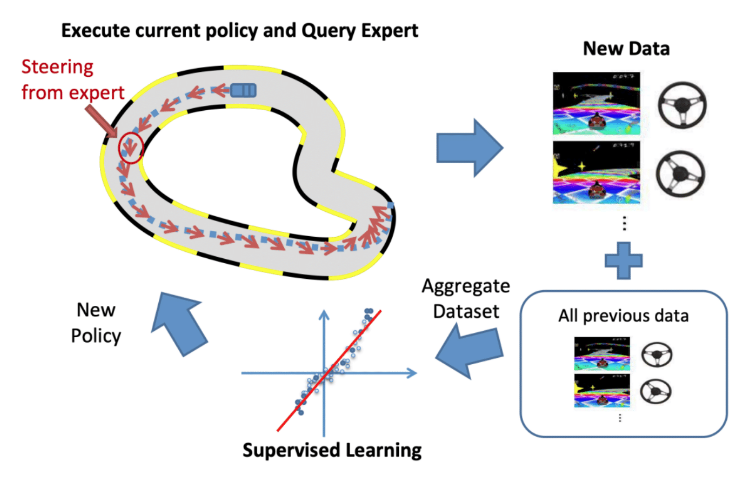 Execute current policy and Query Expert
Steering
from expert
New Data
...
All previous data
...
Aggregate
Dataset
New
Policy
Supervised Learning